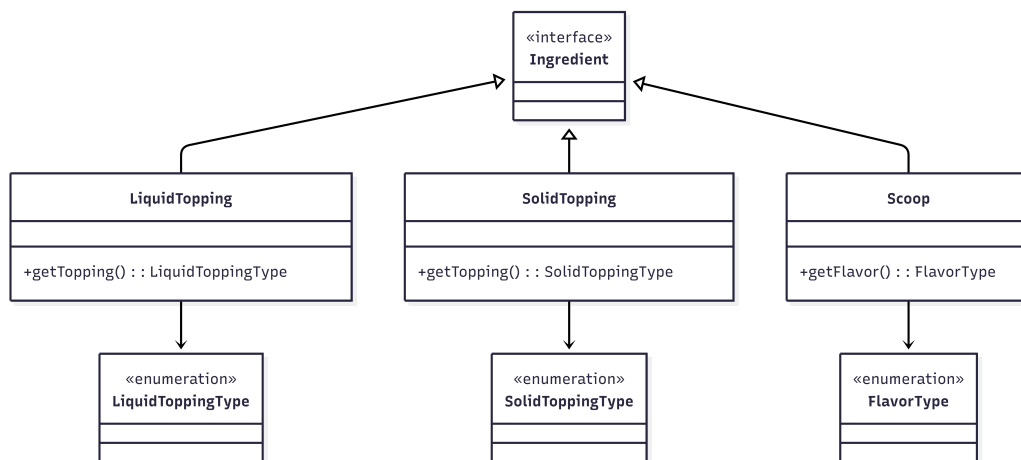 «interface»
Ingredient
LiquidTopping
SolidTopping
Scoop
+getTopping() : : LiquidToppingType
+getTopping() : : SolidToppingType
+getFlavor() : : FlavorType
«enumeration»
LiquidToppingType
«enumeration»
SolidToppingType
«enumeration»
FlavorType